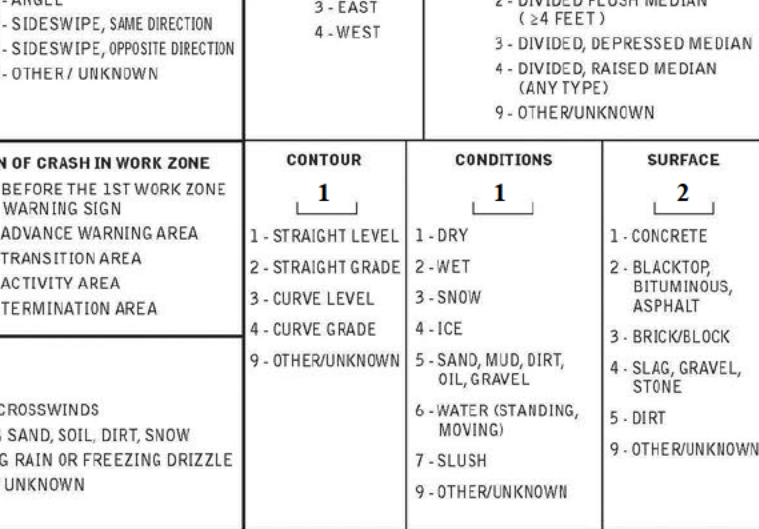 - ANGLE
- SIDESWIPE, SAME DIRECTION
- SIDESWIPE, OPPOSITE DIRECTION
- OTHER / UNKNOWN
3 - EAST
4 - WEST
2 - DIVIDED FLUSH MEDIAN
( ≥4 FEET )
3 - DIVIDED, DEPRESSED MEDIAN
4 - DIVIDED, RAISED MEDIAN
(ANY TYPE)
9 - OTHER/UNKNOWN
N OF CRASH IN WORK ZONE
BEFORE THE 1ST WORK ZONE
WARNING SIGN
ADVANCE WARNING AREA
TRANSITION AREA
ACTIVITY AREA
TERMINATION AREA
CROSSWINDS
SAND, SOIL, DIRT, SNOW
G RAIN OR FREEZING DRIZZLE
UNKNOWN
CONTOUR
1
1 - STRAIGHT LEVEL
2 - STRAIGHT GRADE
3 - CURVE LEVEL
4 - CURVE GRADE
9 - OTHER/UNKNOWN
CONDITIONS
1
1 - DRY
2 - WET
3 - SNOW
4 - ICE
5 - SAND, MUD, DIRT,
OIL, GRAVEL
6 - WATER (STANDING,
MOVING)
7 - SLUSH
9 - OTHER/UNKNOWN
SURFACE
2
1 - CONCRETE
2 - BLACKTOP,
BITUMINOUS,
ASPHALT
3 - BRICK/BLOCK
4 - SLAG, GRAVEL,
STONE
5 - DIRT
9 - OTHER/UNKNOWN